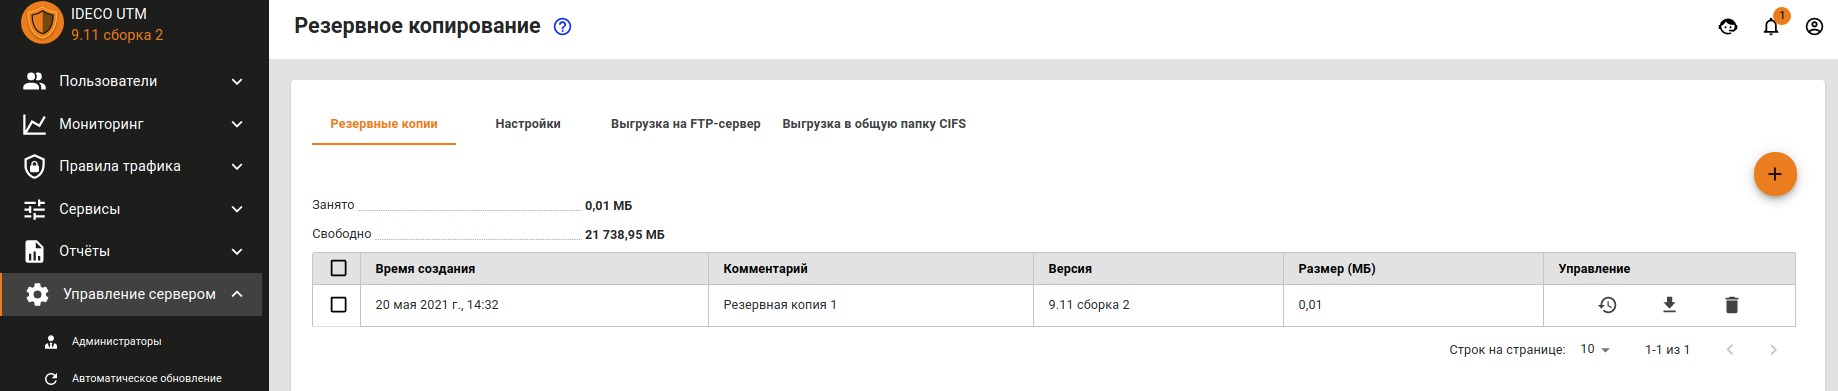 IDECO UTM
9.11 сборка 2
Резервное копирование
1
Пользователи
Мониторинг
Правила трафика
Сервисы
Отчёты
Управление сервером
Администраторы
Автоматическое обновление
Резервные копии Настройки Выгрузка на FTP-сервер Выгрузка в общую папку CIFS
Занято 0,01 МБ
Свободно 21 738,95 МБ
Время создания Комментарий Версия Размер (МБ) Управление
20 мая 2021 г., 14:32 Резервная копия 1 9.11 сборка 2 0,01
Строк на странице: 10 1-1 из 1